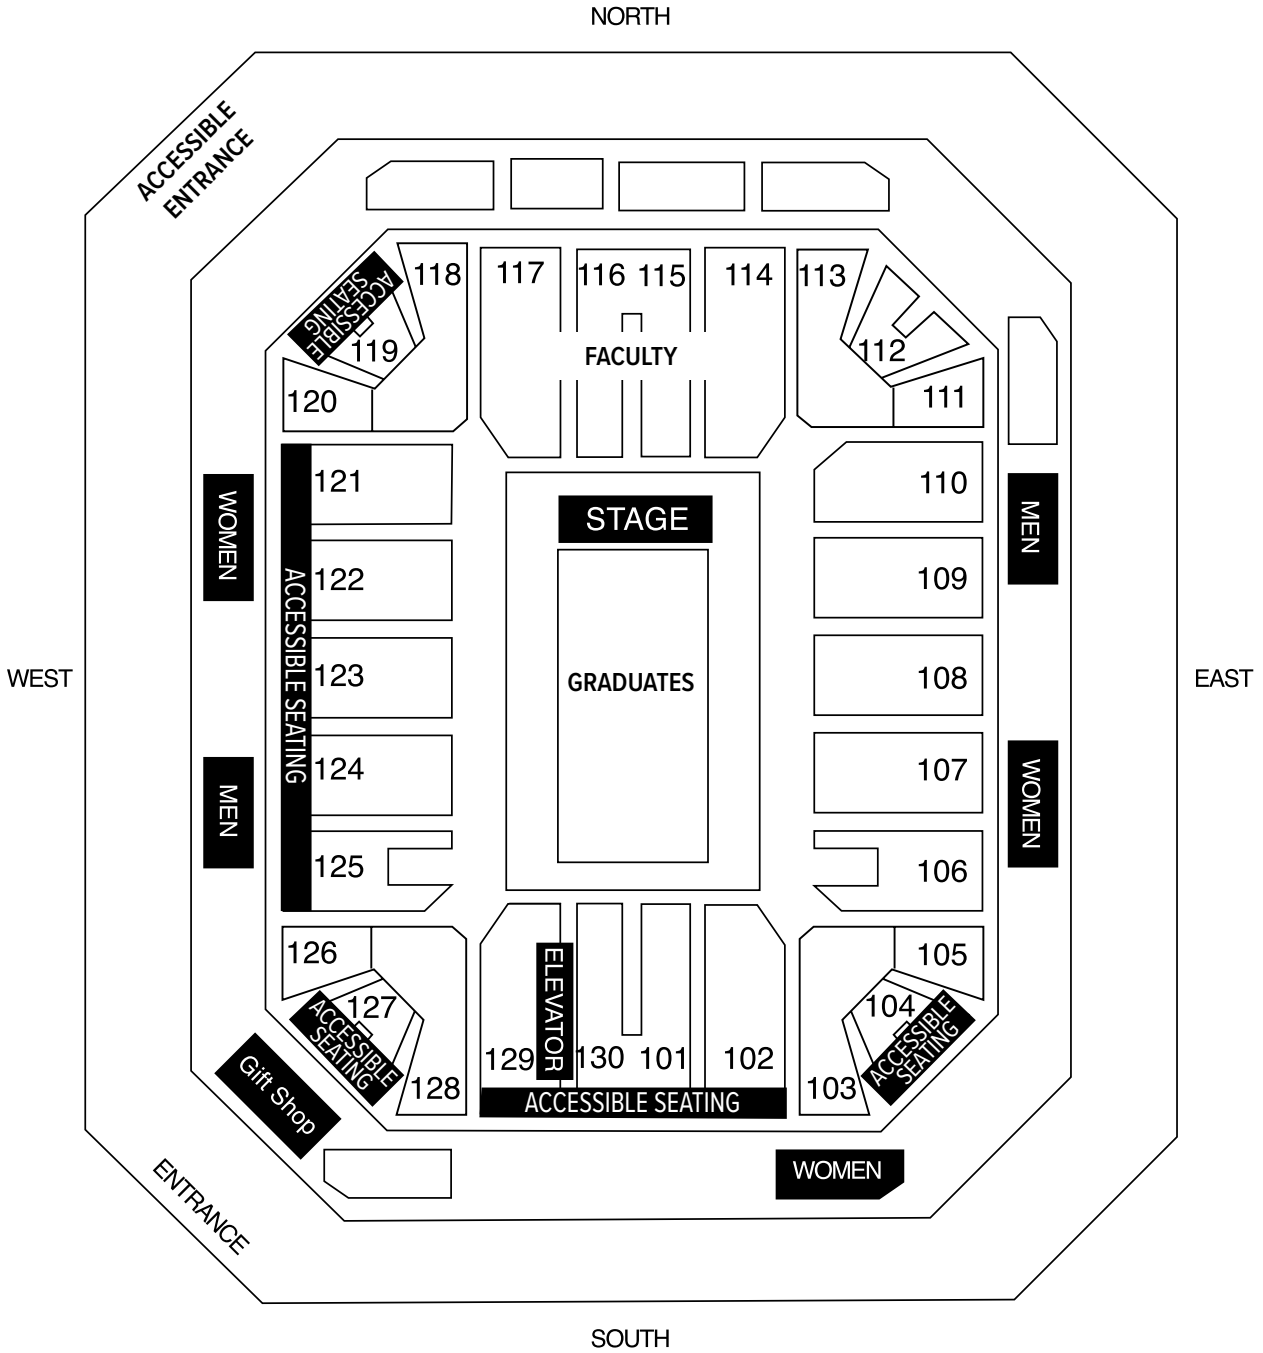 NORTH
ACCESSIBLE
ENTRANCE
118
117
116
115
114
113
ACCESSIBLE
SEATING
119
FACULTY
112
120
111
121
110
WOMEN
STAGE
MEN
122
109
ACCESSIBLE SEATING
WEST
123
GRADUATES
108
EAST
124
107
MEN
WOMEN
125
106
126
105
127
ACCESSIBLE
SEATING
ELEVATOR
104
ACCESSIBLE
SEATING
129
130
101
102
128
103
ACCESSIBLE SEATING
Gift Shop
WOMEN
ENTRANCE
SOUTH